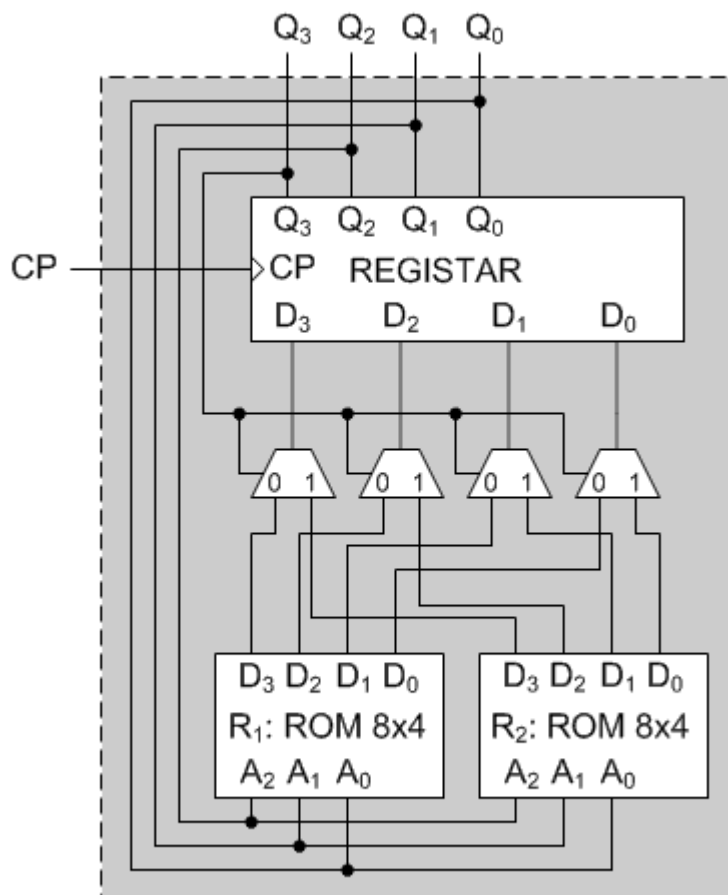 Q₃ Q₂ Q₁ Q₀
Q₃ Q₂ Q₁ Q₀
CP CP REGISTAR
D₃ D₂ D₁ D₀
0 1 0 1 0 1 0 1
D₃ D₂ D₁ D₀ D₃ D₂ D₁ D₀
R₁: ROM 8x4 R₂: ROM 8x4
A₂ A₁ A₀ A₂ A₁ A₀